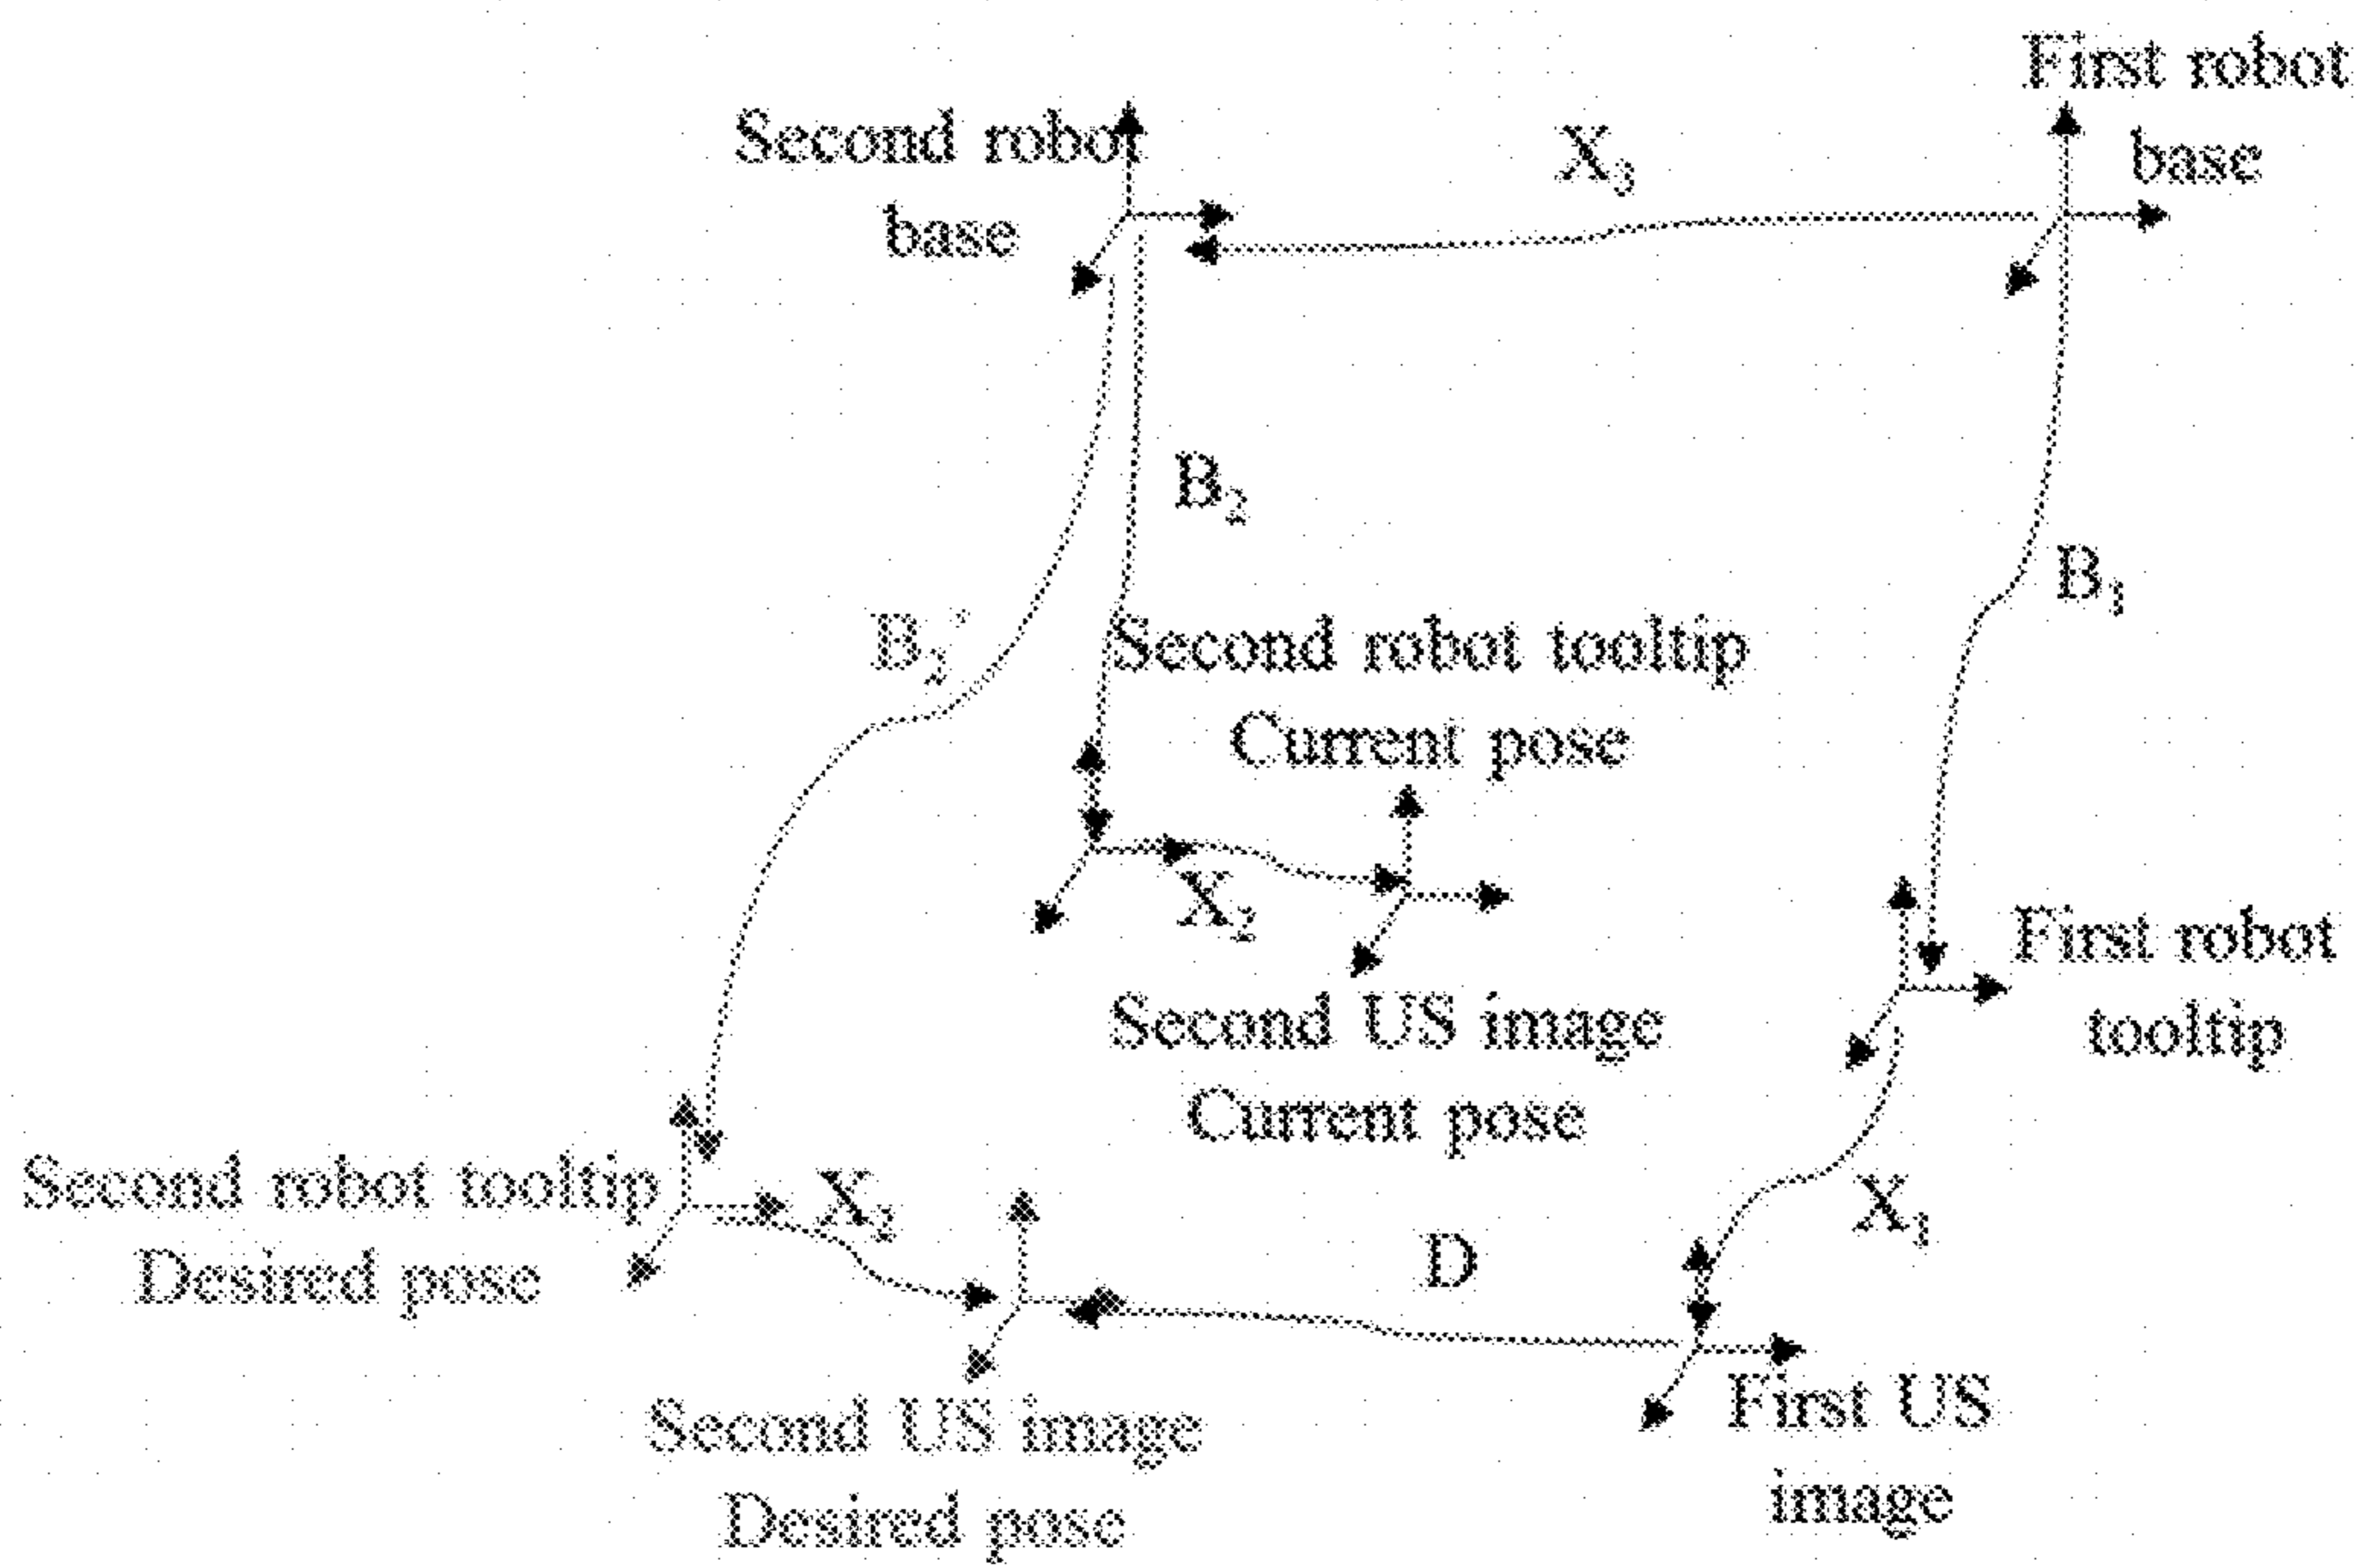 First robot
base
Second robot
base
X₃
B₂
B₁
B₂'
Second robot tooltip
Current pose
X₂
First robot
tooltip
Second US image
Current pose
Second robot tooltip
Desired pose
X₂
X₁
D
First US
image
Second US image
Desired pose